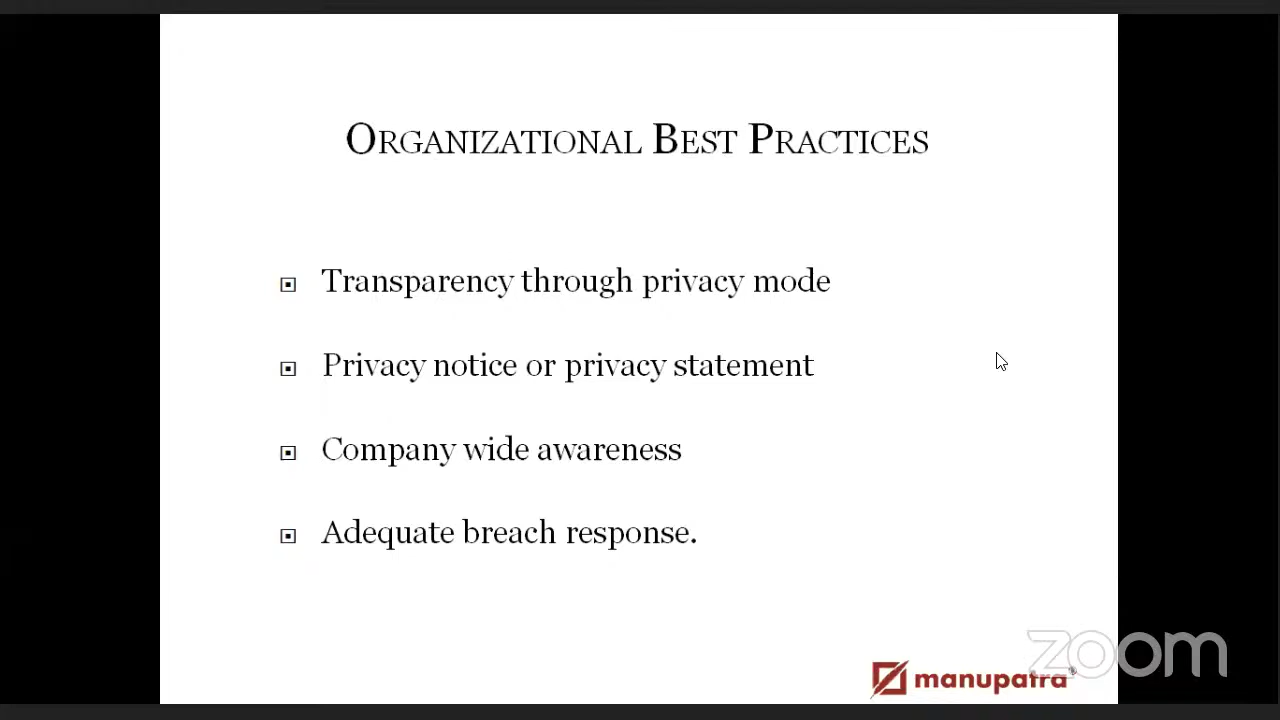 ORGANIZATIONAL BEST PRACTICES
Transparency through privacy mode
Privacy notice or privacy statement
Company wide awareness
Adequate breach response.
zoom
manupatra®